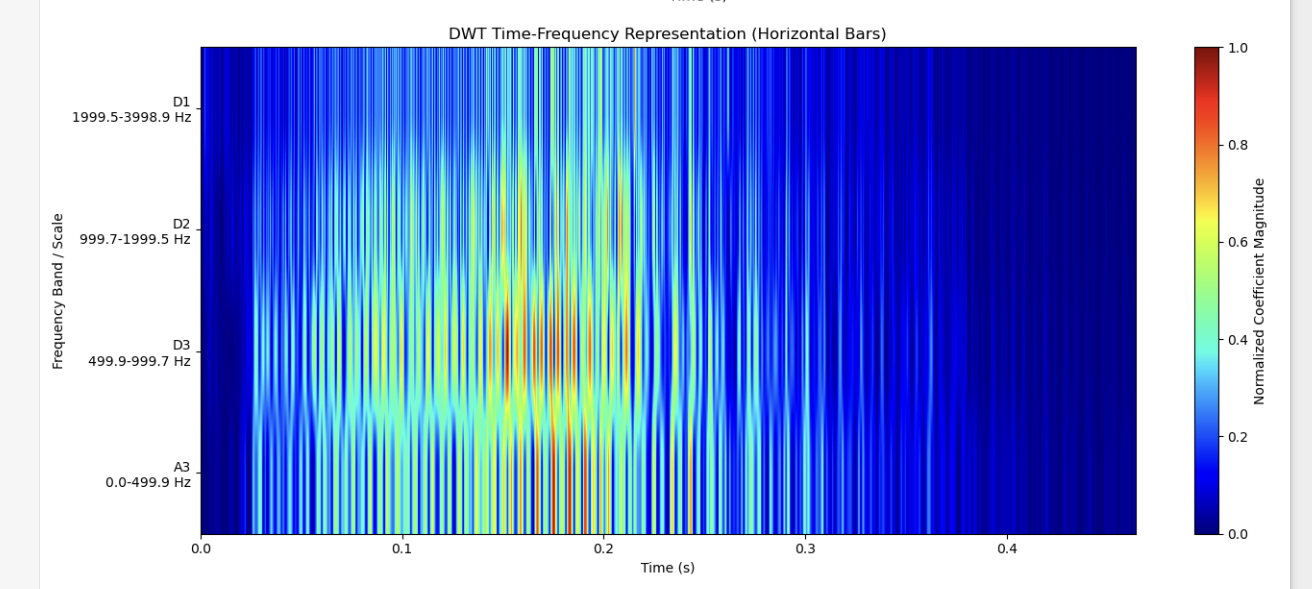 Time (s)
DWT Time-Frequency Representation (Horizontal Bars)
D1
1999.5-3998.9 Hz
D2
999.7-1999.5 Hz
D3
499.9-999.7 Hz
A3
0.0-499.9 Hz
Frequency Band / Scale
0.0 0.1 0.2 0.3 0.4
Time (s)
1.0
0.8
0.6
0.4
0.2
0.0
Normalized Coefficient Magnitude